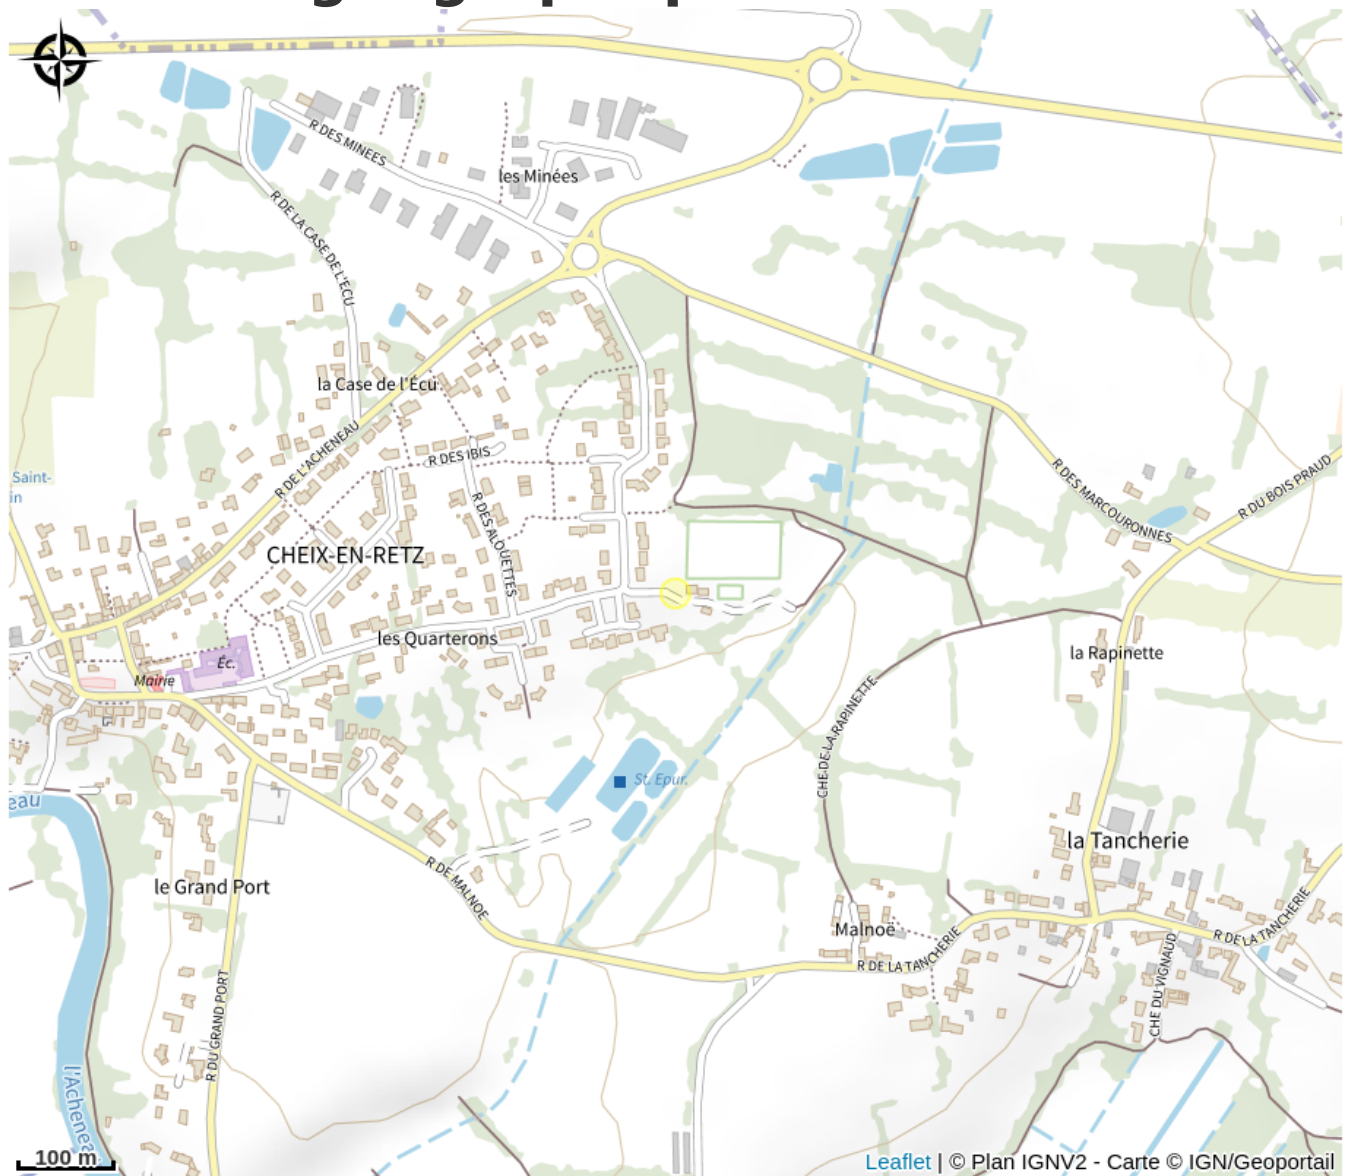 R DES MINEES
les Minées
R DE LA CASE DE L'ECU
la Case de l'Écu
R DE L'ACHENEAU
R DES IBIS
R DES MARCOURONNES
R DU BOIS PRAUD
Saint-
in
R DES ALOUETTES
CHEIX-EN-RETZ
les Quarterons
la Rapinette
Éc.
Mairie
CHE DE LA RAPINETTE
St. Epur.
eau
la Tancherie
R DE MALNOE
le Grand Port
Malnoë
R DE LA TANCHERIE
R DE LA TANCHERIE
CHE DU VIGNAUD
R DU GRAND PORT
l'Achenea
100 m
Leaflet | © Plan IGNV2 - Carte © IGN/Geoportail